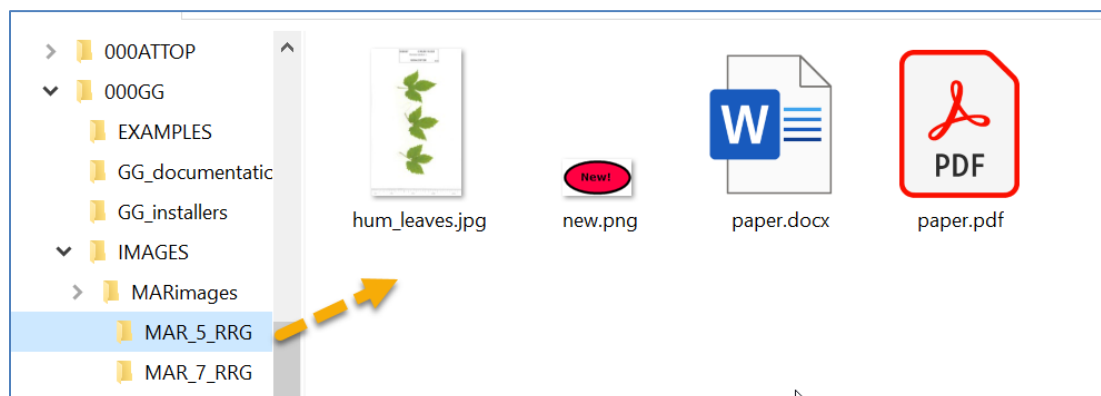 000ATTOP
000GG
EXAMPLES
GG_documentatic
GG_installers
IMAGES
MARimages
MAR_5_RRG
MAR_7_RRG
New!
W
PDF
hum_leaves.jpg
new.png
paper.docx
paper.pdf